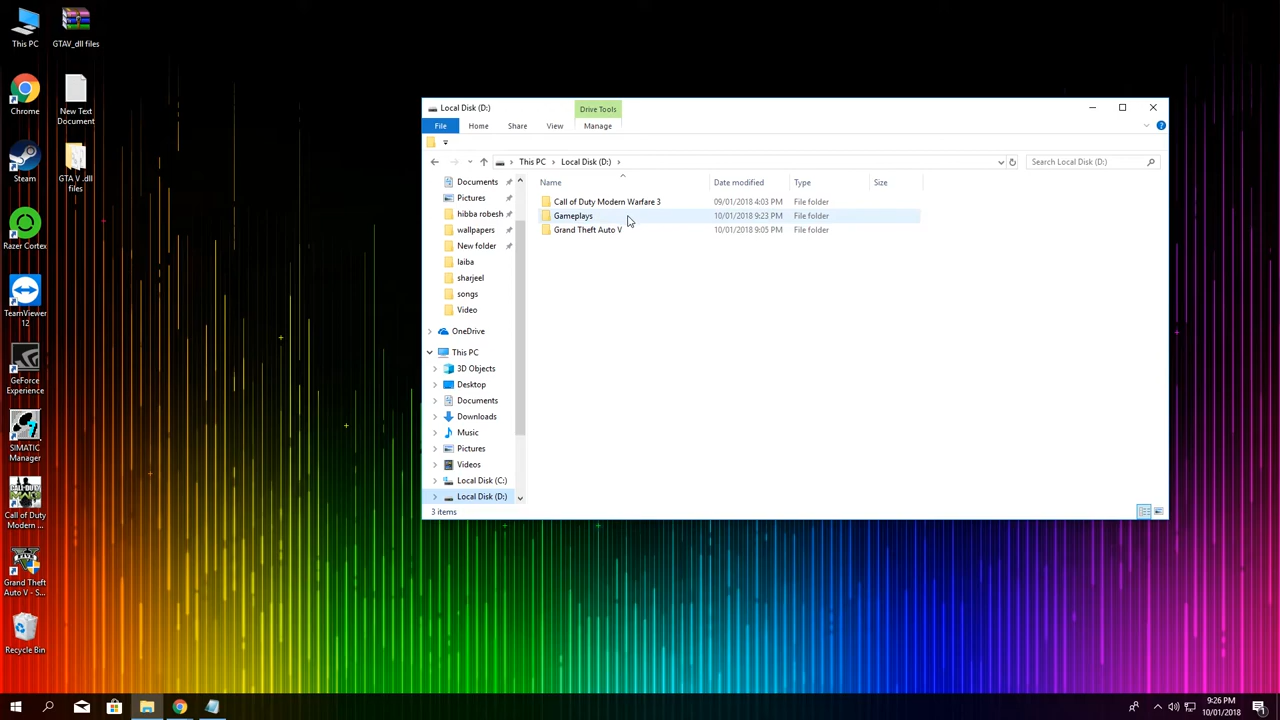 This PC
GTAV_dll files
Chrome
New Text
Document
Steam
GTA V .dll
files
Razer Cortex
TeamViewer
12
GeForce
Experience
SIMATIC
Manager
Call of Duty
Modern ...
Grand Theft
Auto V - S...
Recycle Bin
Local Disk (D:)
Drive Tools
File
Home
Share
View
Manage
This PC
Local Disk (D:)
Search Local Disk (D:)
Documents
Pictures
hibba robesh
wallpapers
New folder
laiba
sharjeel
songs
Video
OneDrive
This PC
3D Objects
Desktop
Documents
Downloads
Music
Pictures
Videos
Local Disk (C:)
Local Disk (D:)
Name Date modified Type Size
Call of Duty Modern Warfare 3 09/01/2018 4:03 PM File folder
Gameplays 10/01/2018 9:23 PM File folder
Grand Theft Auto V 10/01/2018 9:05 PM File folder
3 items
9:26 PM
10/01/2018